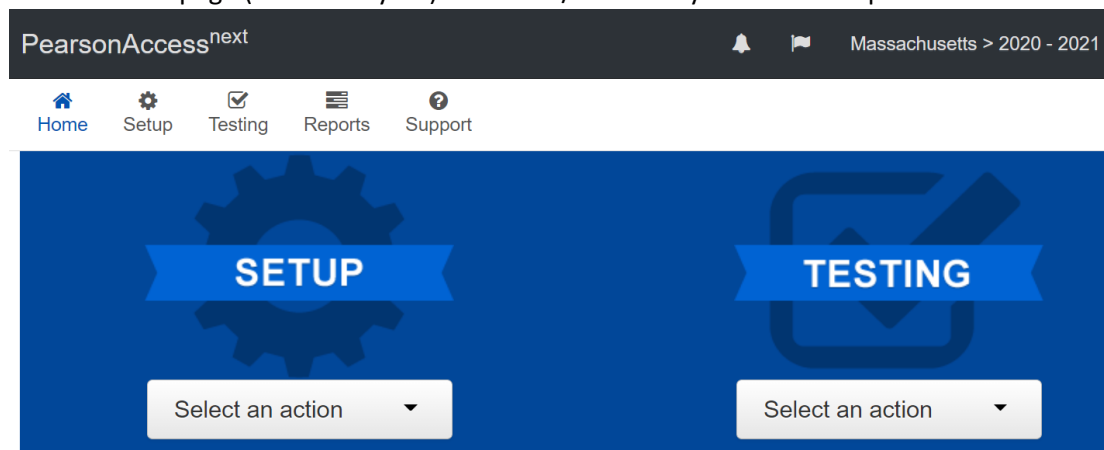 PearsonAccessnext
Massachusetts > 2020 - 2021
Home Setup Testing Reports Support
SETUP
TESTING
Select an action
Select an action